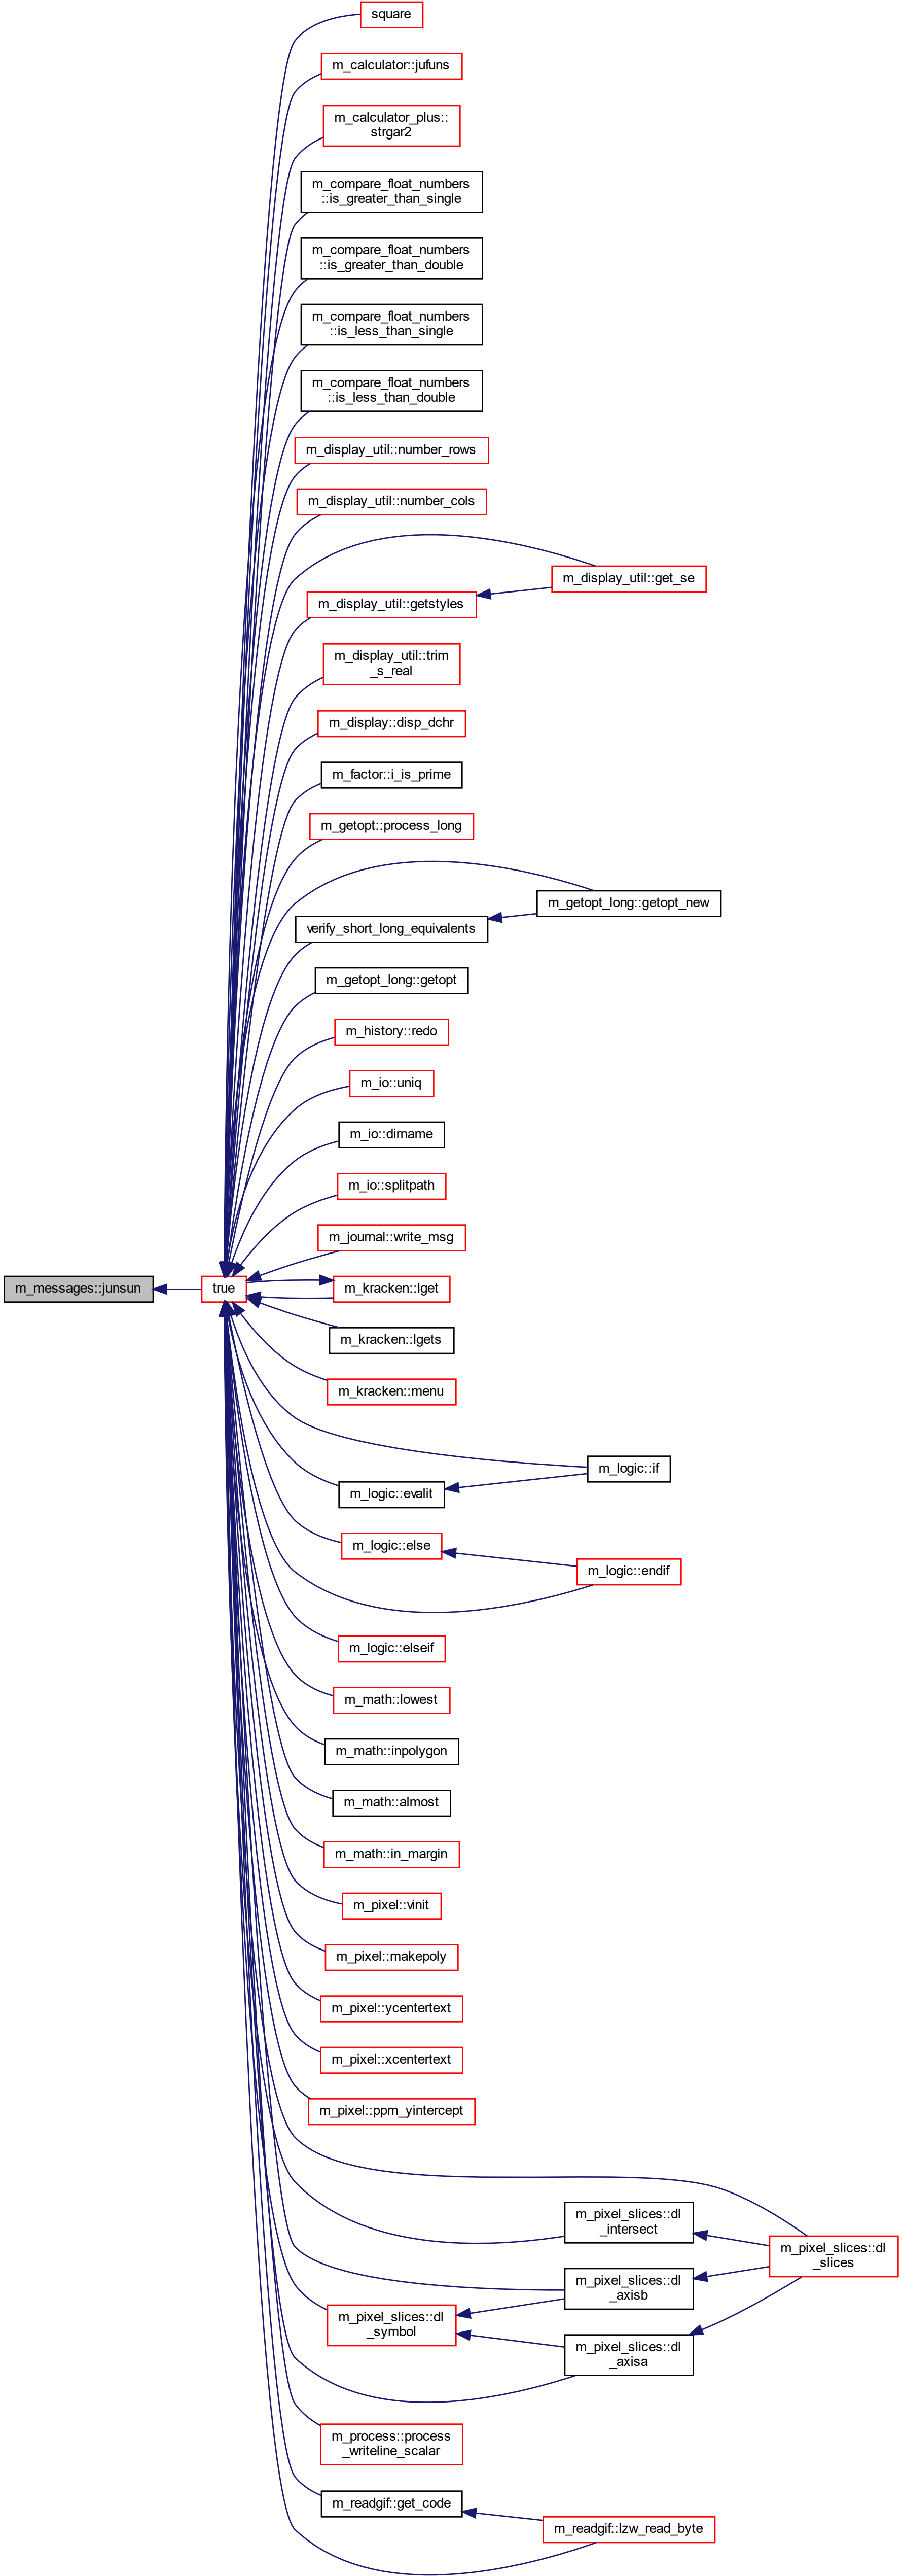 square
m_calculator::jufuns
m_calculator_plus::
strgar2
m_compare_float_numbers
::is_greater_than_single
m_compare_float_numbers
::is_greater_than_double
m_compare_float_numbers
::is_less_than_single
m_compare_float_numbers
::is_less_than_double
m_display_util::number_rows
m_display_util::number_cols
m_display_util::get_se
m_display_util::getstyles
m_display_util::trim
_s_real
m_display::disp_dchr
m_factor::i_is_prime
m_getopt::process_long
m_getopt_long::getopt_new
verify_short_long_equivalents
m_getopt_long::getopt
m_history::redo
m_io::uniq
m_io::dirname
m_io::splitpath
m_journal::write_msg
m_messages::junsun
true
m_kracken::lget
m_kracken::lgets
m_kracken::menu
m_logic::if
m_logic::evalit
m_logic::else
m_logic::endif
m_logic::elseif
m_math::lowest
m_math::inpolygon
m_math::almost
m_math::in_margin
m_pixel::vinit
m_pixel::makepoly
m_pixel::ycentertext
m_pixel::xcentertext
m_pixel::ppm_yintercept
m_pixel_slices::dl
_intersect
m_pixel_slices::dl
_slices
m_pixel_slices::dl
_axisb
m_pixel_slices::dl
_symbol
m_pixel_slices::dl
_axisa
m_process::process
_writeline_scalar
m_readgif::get_code
m_readgif::lzw_read_byte